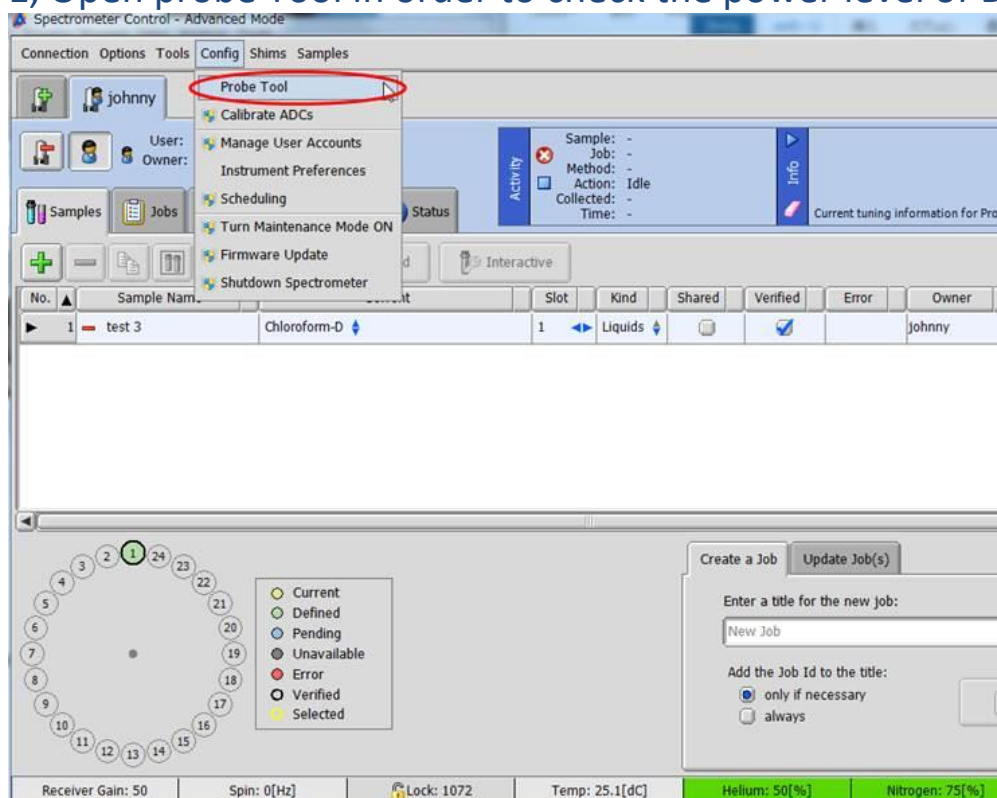 Spectrometer Control - Advanced Mode
Connection Options Tools Config Shims Samples
Probe Tool
johnny
Calibrate ADCs
User:
Owner:
Manage User Accounts
Instrument Preferences
Scheduling
Turn Maintenance Mode ON
Firmware Update
Shutdown Spectrometer
Activity
Sample: -
Job: -
Method: -
Action: Idle
Collected: -
Time: -
Info
Current tuning information for
Samples
Jobs
Status
Interactive
No.
Sample
Slot
Kind
Shared
Verified
Error
Owner
1 test 3 Chloroform-D 1 Liquids johnny
1 2 3 4 5 6 7 8 9 10 11 12 13 14 15 16 17 18 19 20 21 22 23 24
Current
Defined
Pending
Unavailable
Error
Verified
Selected
Create a Job
Update Job(s)
Enter a title for the new job:
New Job
Add the Job Id to the title:
only if necessary
always
Receiver Gain: 50 Spin: 0[Hz] Lock: 1072 Temp: 25.1[dC] Helium: 50[%] Nitrogen: 75[%]